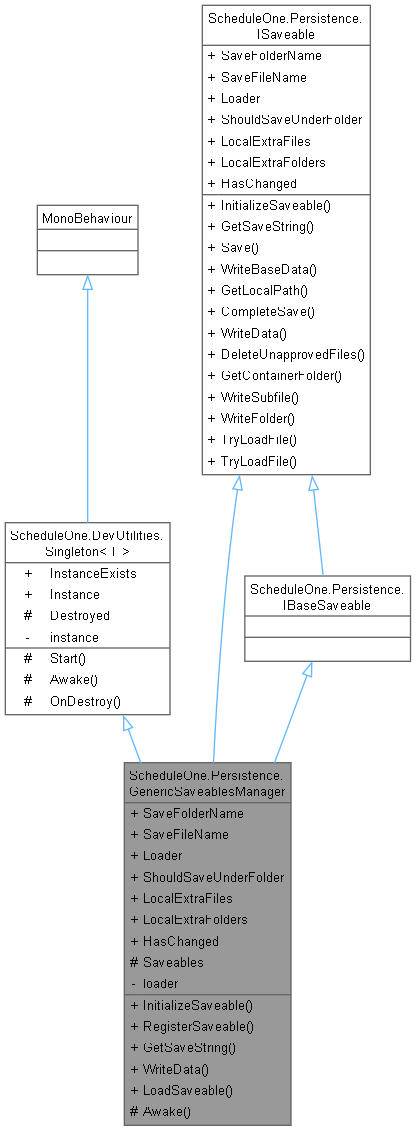 ScheduleOne.Persistence.
ISaveable
+ SaveFolderName
+ SaveFileName
+ Loader
+ ShouldSaveUnderFolder
+ LocalExtraFiles
+ LocalExtraFolders
+ HasChanged
+ InitializeSaveable()
+ GetSaveString()
+ Save()
+ WriteBaseData()
+ GetLocalPath()
+ CompleteSave()
+ WriteData()
+ DeleteUnapprovedFiles()
+ GetContainerFolder()
+ WriteSubfile()
+ WriteFolder()
+ TryLoadFile()
+ TryLoadFile()
MonoBehaviour
ScheduleOne.DevUtilities.
Singleton< T >
+ InstanceExists
+ Instance
# Destroyed
- instance
# Start()
# Awake()
# OnDestroy()
ScheduleOne.Persistence.
IBaseSaveable
ScheduleOne.Persistence.
GenericSaveablesManager
+ SaveFolderName
+ SaveFileName
+ Loader
+ ShouldSaveUnderFolder
+ LocalExtraFiles
+ LocalExtraFolders
+ HasChanged
# Saveables
- loader
+ InitializeSaveable()
+ RegisterSaveable()
+ GetSaveString()
+ WriteData()
+ LoadSaveable()
# Awake()